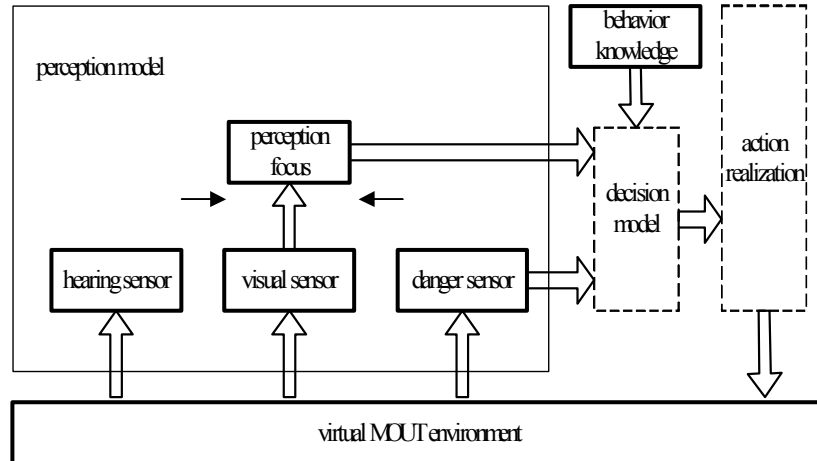 behavior
knowledge
perception model
perception
focus
action
realization
decision
model
hearing sensor
visual sensor
danger sensor
virtual MOUT environment